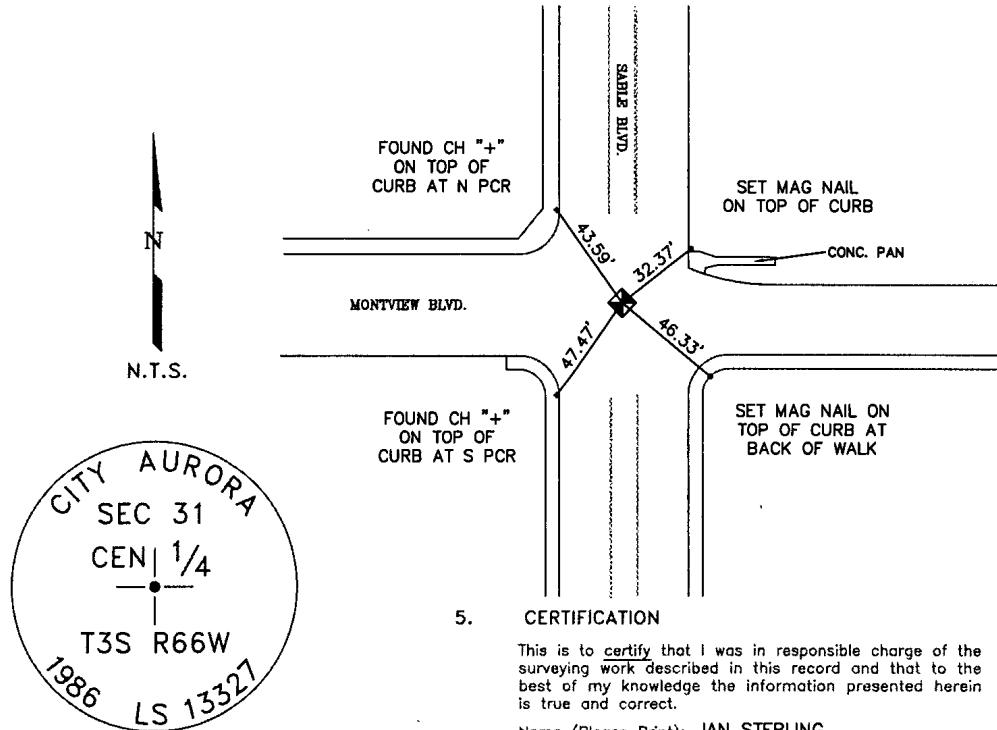 SABLE BLVD.
FOUND CH "+"
ON TOP OF
CURB AT N PCR
SET MAG NAIL
ON TOP OF CURB
N
43.59'
32.37'
CONC. PAN
MONTVIEW BLVD.
47.47'
46.33'
N.T.S.
FOUND CH "+"
ON TOP OF
CURB AT S PCR
SET MAG NAIL ON
TOP OF CURB AT
BACK OF WALK
CITY AURORA
SEC 31
CEN 1/4
T3S R66W
1986 LS 13327
5. CERTIFICATION
This is to certify that I was in responsible charge of the
surveying work described in this record and that to the
best of my knowledge the information presented herein
is true and correct.
Name (Please Print): JAN STERLING